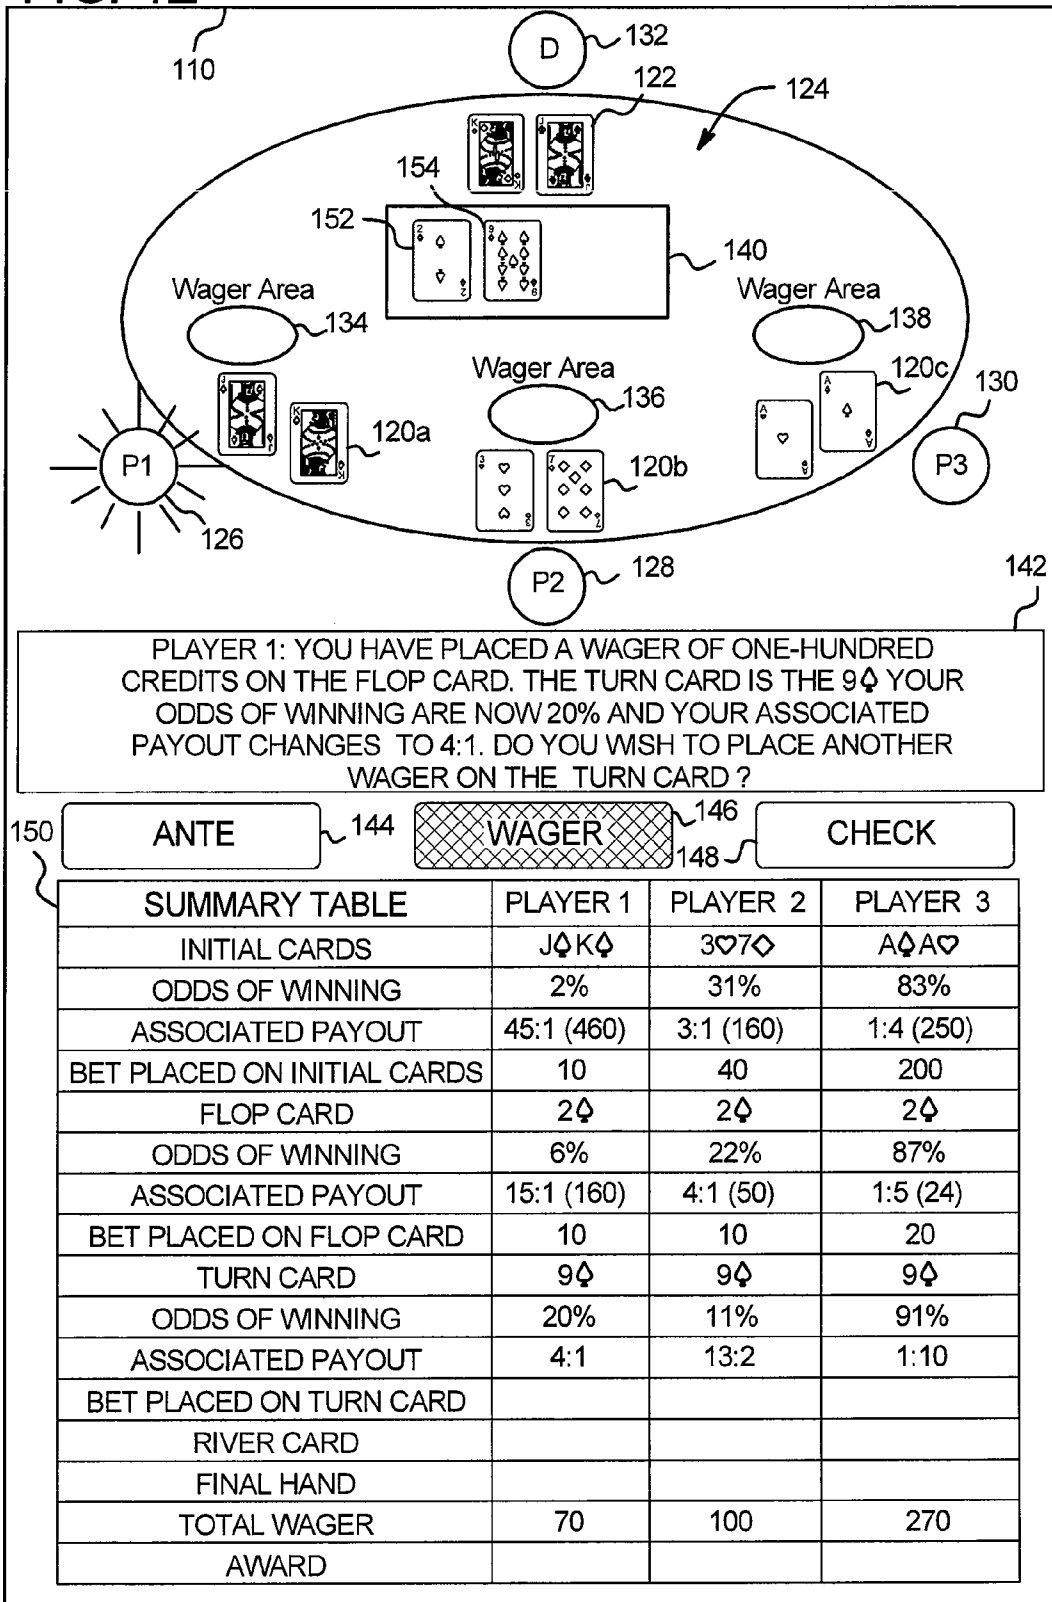 D
132
110
122
124
154
152
140
Wager Area
134
Wager Area
138
Wager Area
136
120a
120b
120c
130
P1
126
P3
P2
128
142
PLAYER 1: YOU HAVE PLACED A WAGER OF ONE-HUNDRED
CREDITS ON THE FLOP CARD. THE TURN CARD IS THE 9♤ YOUR
ODDS OF WINNING ARE NOW 20% AND YOUR ASSOCIATED
PAYOUT CHANGES TO 4:1. DO YOU WISH TO PLACE ANOTHER
WAGER ON THE TURN CARD ?
150
ANTE 144 WAGER 146 148 CHECK
SUMMARY TABLE PLAYER 1 PLAYER 2 PLAYER 3
INITIAL CARDS J♤K♤ 3♡7♢ A♤A♡
ODDS OF WINNING 2% 31% 83%
ASSOCIATED PAYOUT 45:1 (460) 3:1 (160) 1:4 (250)
BET PLACED ON INITIAL CARDS 10 40 200
FLOP CARD 2♤ 2♤ 2♤
ODDS OF WINNING 6% 22% 87%
ASSOCIATED PAYOUT 15:1 (160) 4:1 (50) 1:5 (24)
BET PLACED ON FLOP CARD 10 10 20
TURN CARD 9♤ 9♤ 9♤
ODDS OF WINNING 20% 11% 91%
ASSOCIATED PAYOUT 4:1 13:2 1:10
BET PLACED ON TURN CARD
RIVER CARD
FINAL HAND
TOTAL WAGER 70 100 270
AWARD